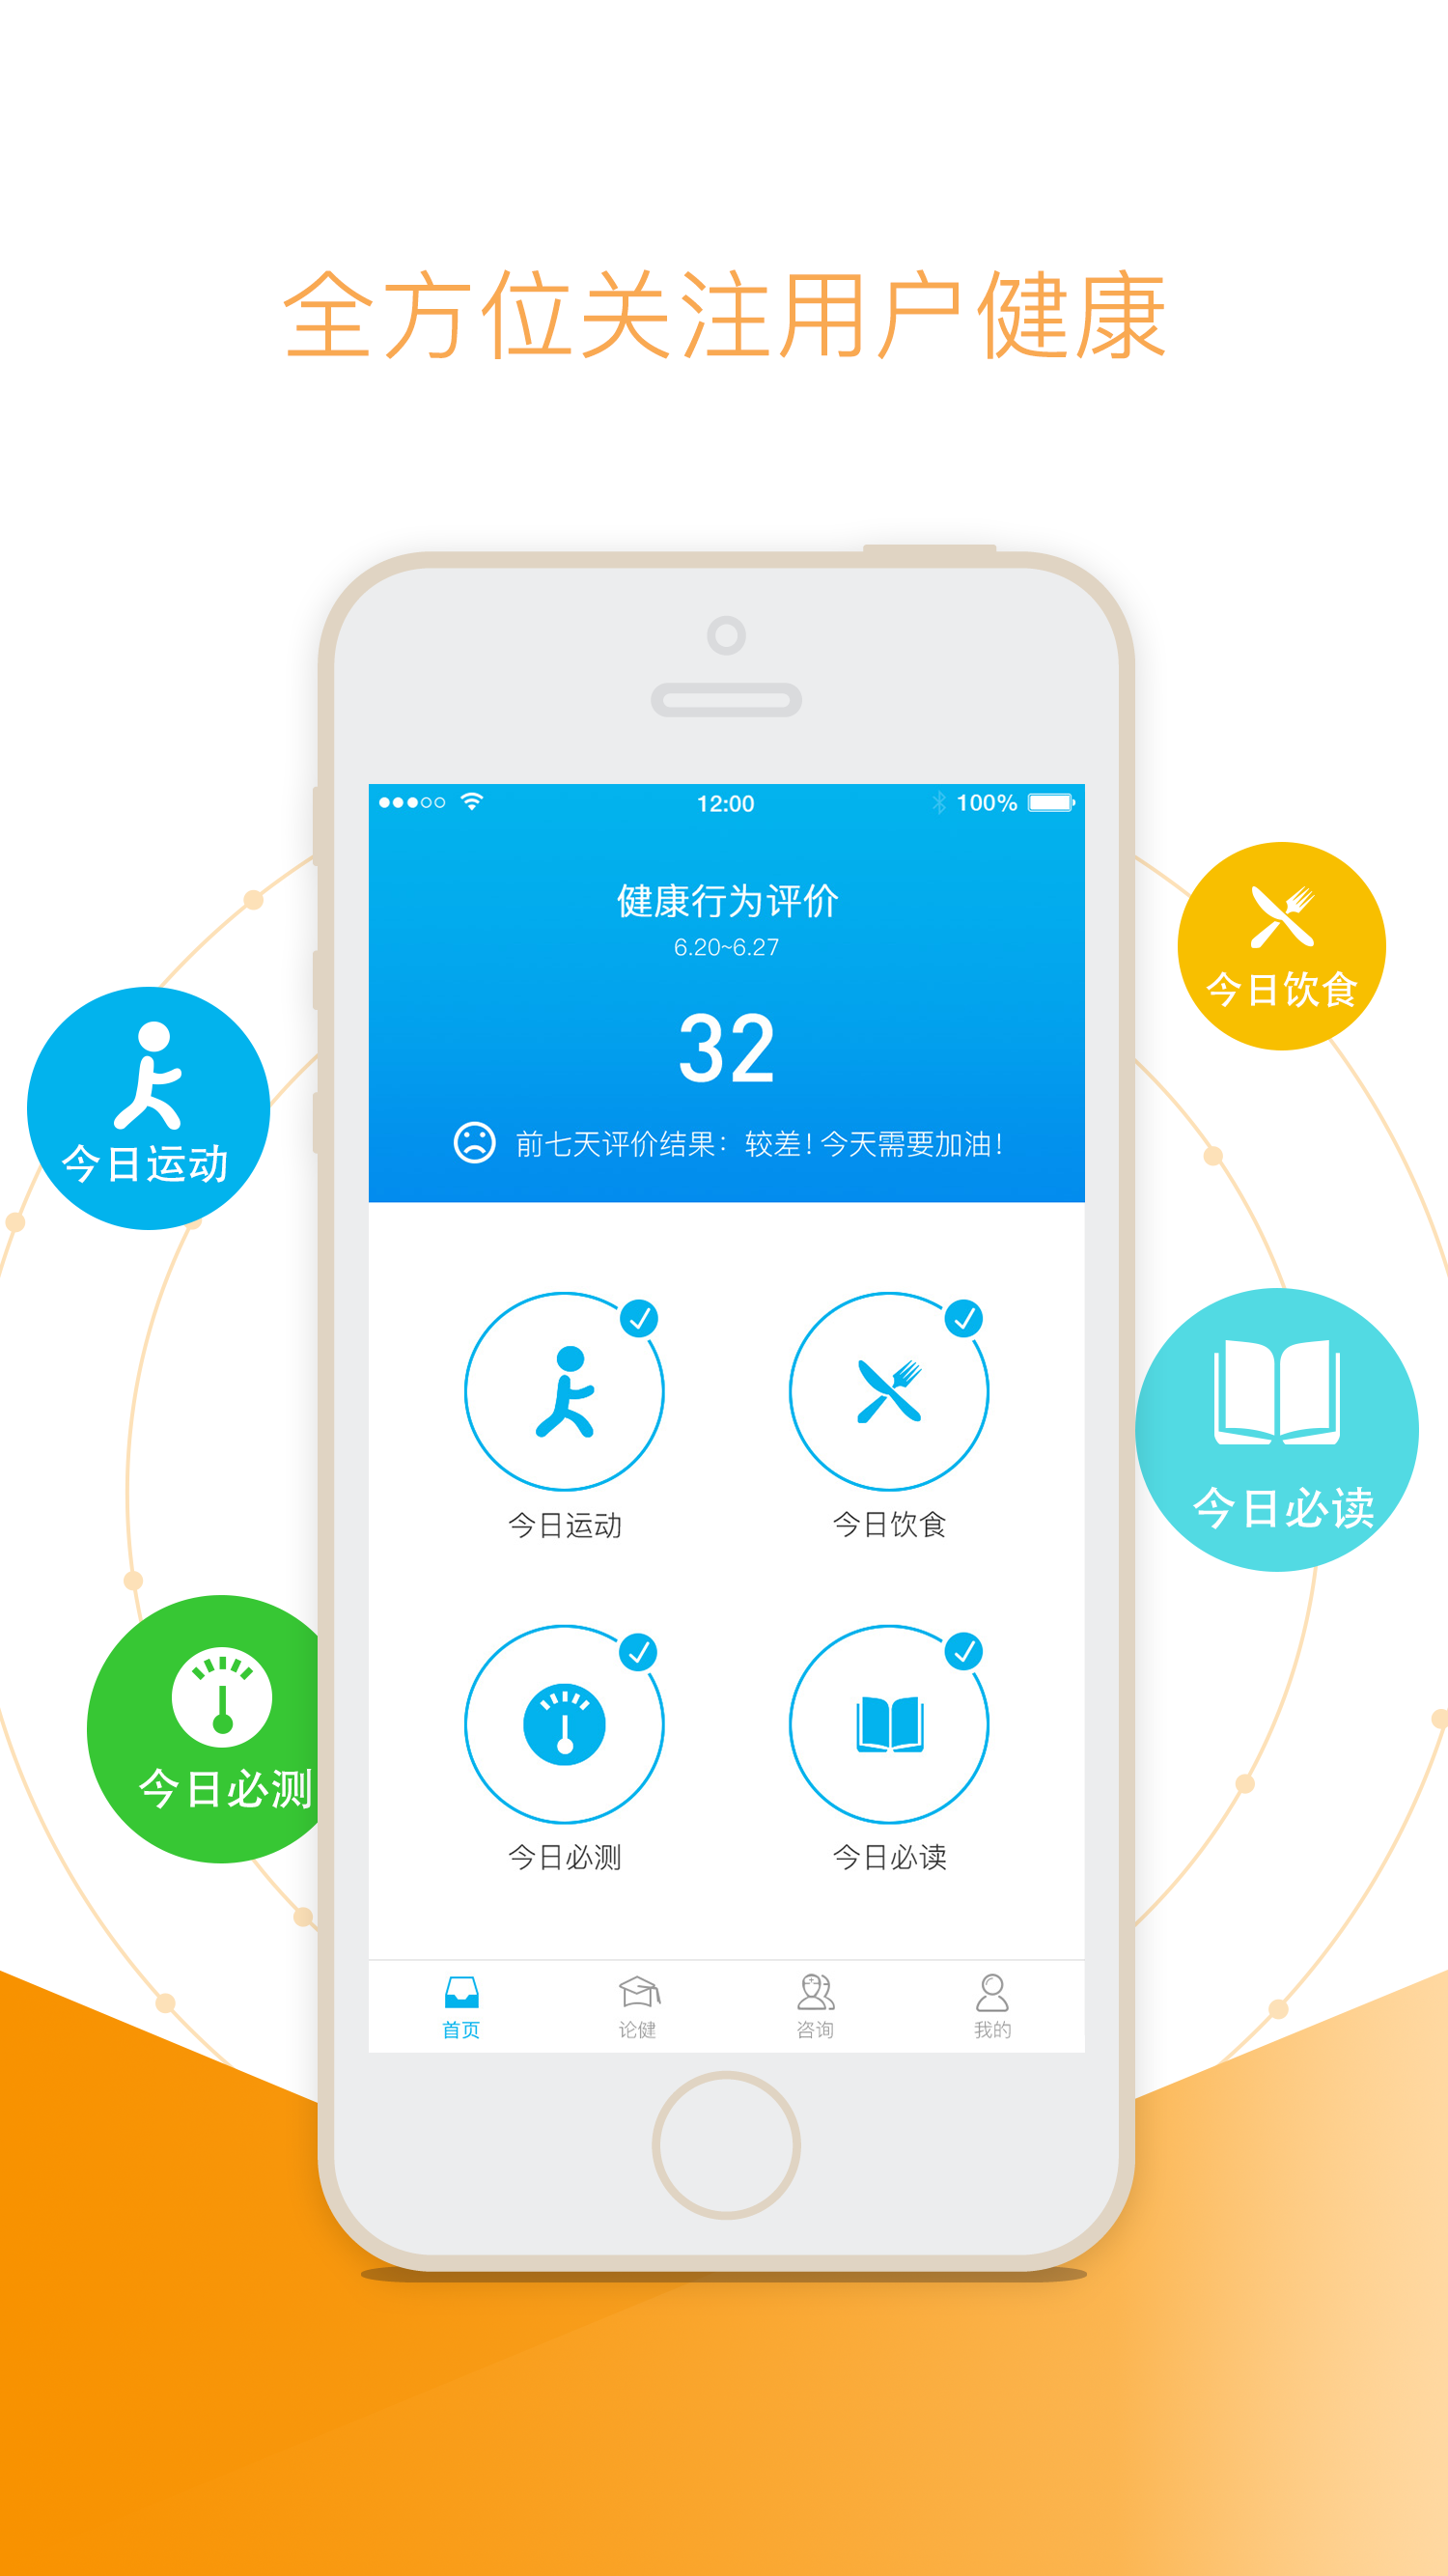 全方位关注用户健康
12:00
100%
健康行为评价
6.20~6.27
32
前七天评价结果：较差！今天需要加油！
今日运动
今日饮食
今日必测
今日必读
今日运动
今日饮食
今日必测
今日必读
首页
论健
咨询
我的